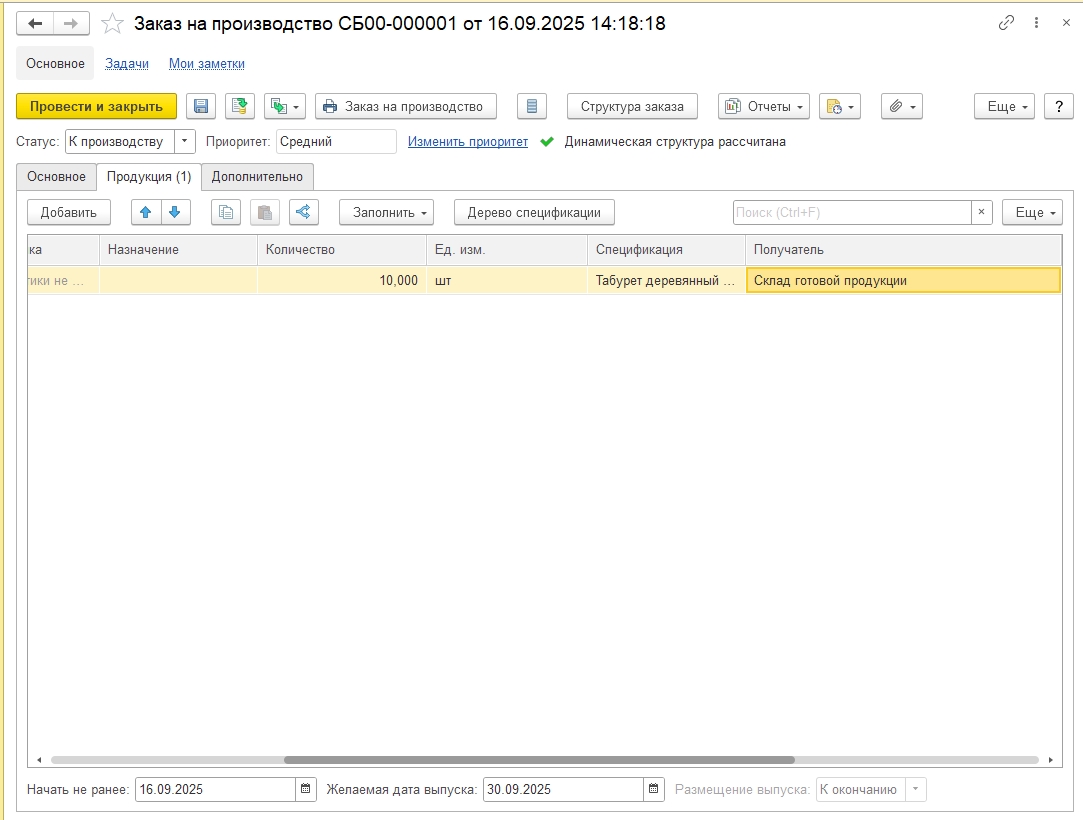 Заказ на производство СБ00-000001 от 16.09.2025 14:18:18
Основное Задачи Мои заметки
Провести и закрыть Заказ на производство Структура заказа Отчеты Еще ?
Статус: К производству Приоритет: Средний Изменить приоритет Динамическая структура рассчитана
Основное Продукция (1) Дополнительно
Добавить Заполнить Дерево спецификации Поиск (Ctrl+F) × Еще
ка Назначение Количество Ед. изм. Спецификация Получатель
тики не ... 10,000 шт Табурет деревянный ... Склад готовой продукции
Начать не ранее: 16.09.2025 Желаемая дата выпуска: 30.09.2025 Размещение выпуска: К окончанию